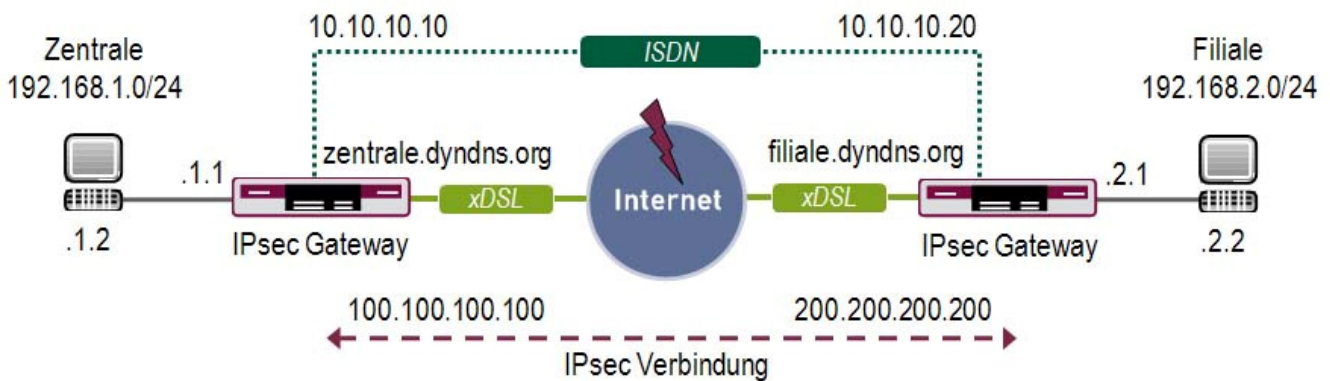 10.10.10.10
10.10.10.20
ISDN
Zentrale
192.168.1.0/24
Filiale
192.168.2.0/24
zentrale.dyndns.org
filiale.dyndns.org
.1.1
xDSL
Internet
xDSL
.2.1
.1.2
IPsec Gateway
IPsec Gateway
.2.2
100.100.100.100
200.200.200.200
IPsec Verbindung